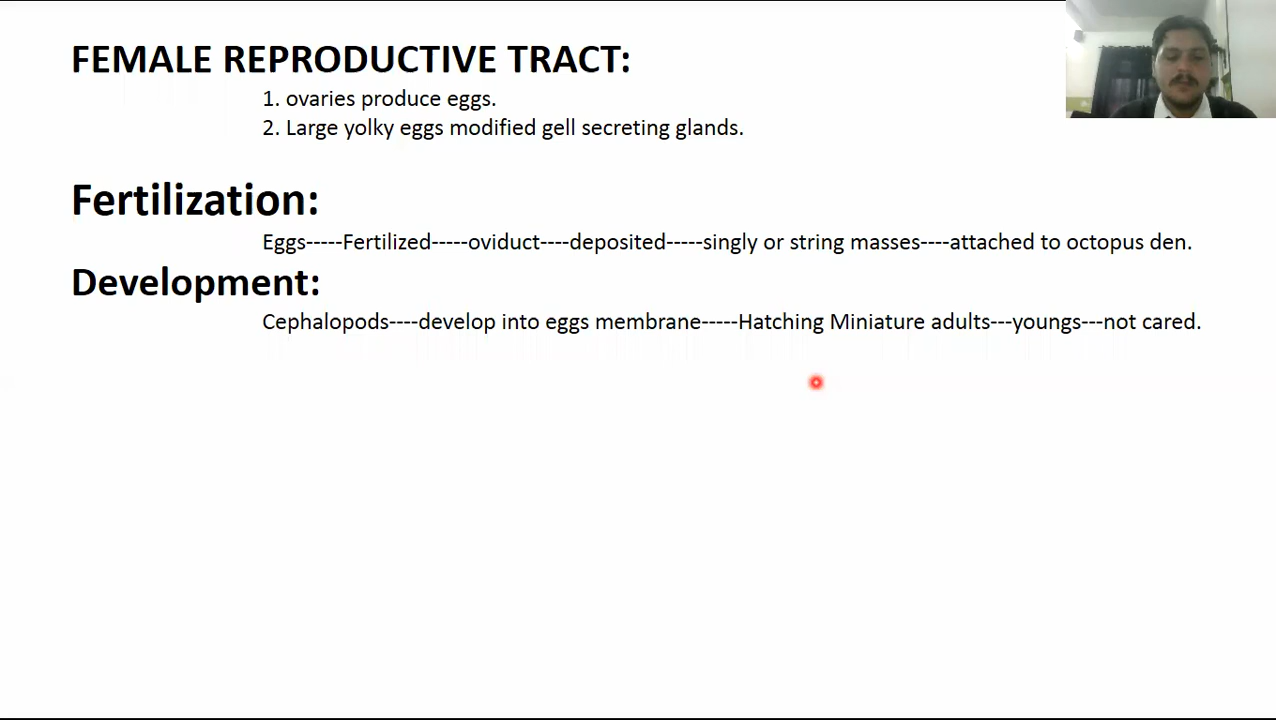 FEMALE REPRODUCTIVE TRACT:
1. ovaries produce eggs.
2. Large yolky eggs modified gell secreting glands.
Fertilization:
Eggs-----Fertilized-----oviduct----deposited-----singly or string masses----attached to octopus den.
Development:
Cephalopods----develop into eggs membrane-----Hatching Miniature adults---youngs---not cared.